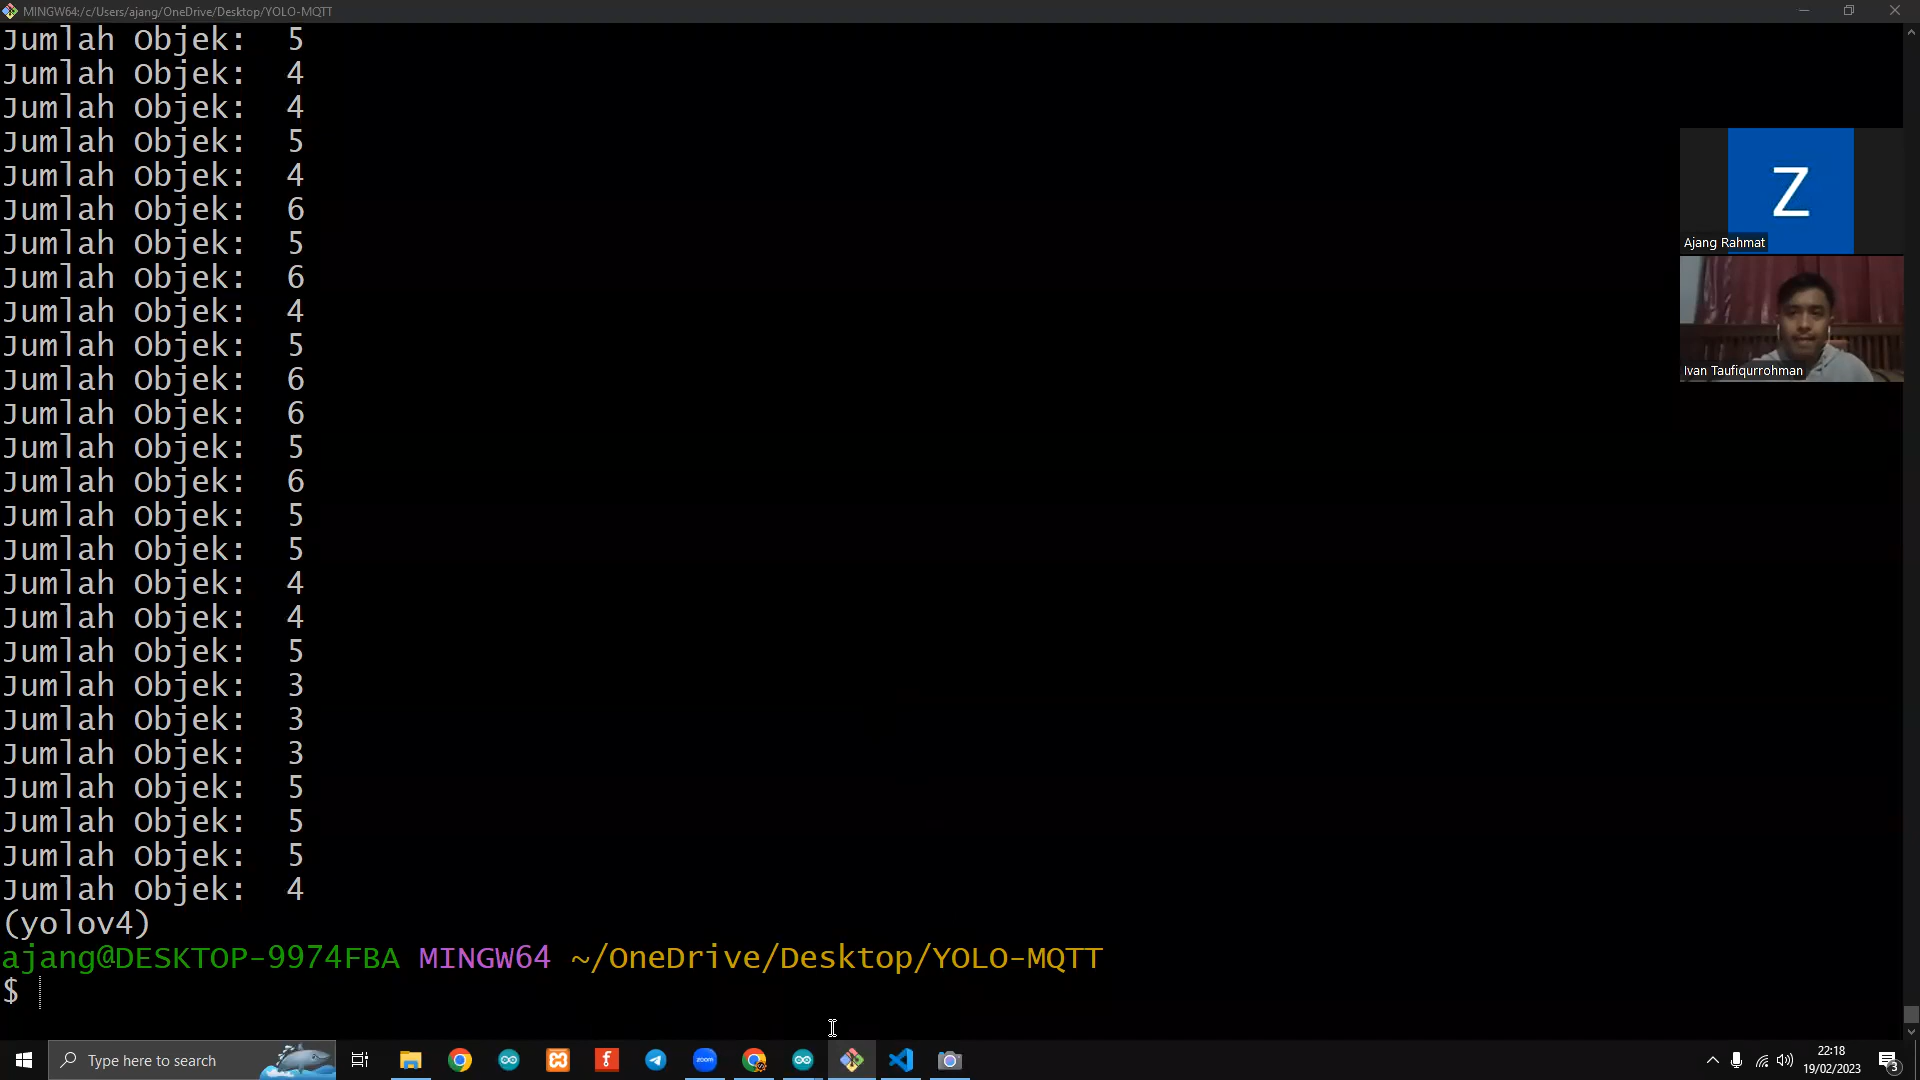 MINGW64:/c/Users/ajang/OneDrive/Desktop/YOLO-MQTT
Jumlah Objek:  5
Jumlah Objek:  4
Jumlah Objek:  4
Jumlah Objek:  5
Jumlah Objek:  4
Jumlah Objek:  6
Jumlah Objek:  5
Jumlah Objek:  6
Jumlah Objek:  4
Jumlah Objek:  5
Jumlah Objek:  6
Jumlah Objek:  6
Jumlah Objek:  5
Jumlah Objek:  6
Jumlah Objek:  5
Jumlah Objek:  5
Jumlah Objek:  4
Jumlah Objek:  4
Jumlah Objek:  5
Jumlah Objek:  3
Jumlah Objek:  3
Jumlah Objek:  3
Jumlah Objek:  5
Jumlah Objek:  5
Jumlah Objek:  5
Jumlah Objek:  4
(yolov4)
ajang@DESKTOP-9974FBA MINGW64 ~/OneDrive/Desktop/YOLO-MQTT
$
Z
Ajang Rahmat
Ivan Taufiqurrohman
Type here to search
zoom
22:18
19/02/2023
3